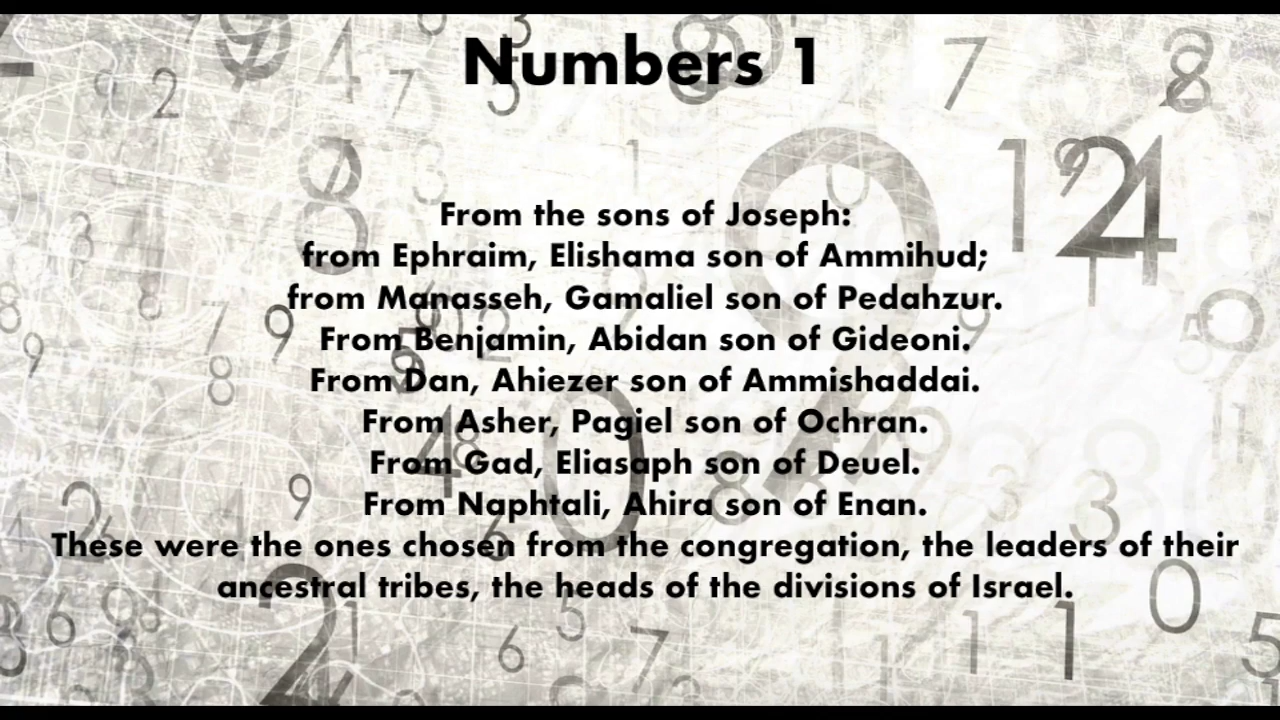 Numbers 1
From the sons of Joseph:
from Ephraim, Elishama son of Ammihud;
from Manasseh, Gamaliel son of Pedahzur.
From Benjamin, Abidan son of Gideoni.
From Dan, Ahiezer son of Ammishaddai.
From Asher, Pagiel son of Ochran.
From Gad, Eliasaph son of Deuel.
From Naphtali, Ahira son of Enan.
These were the ones chosen from the congregation, the leaders of their
ancestral tribes, the heads of the divisions of Israel.